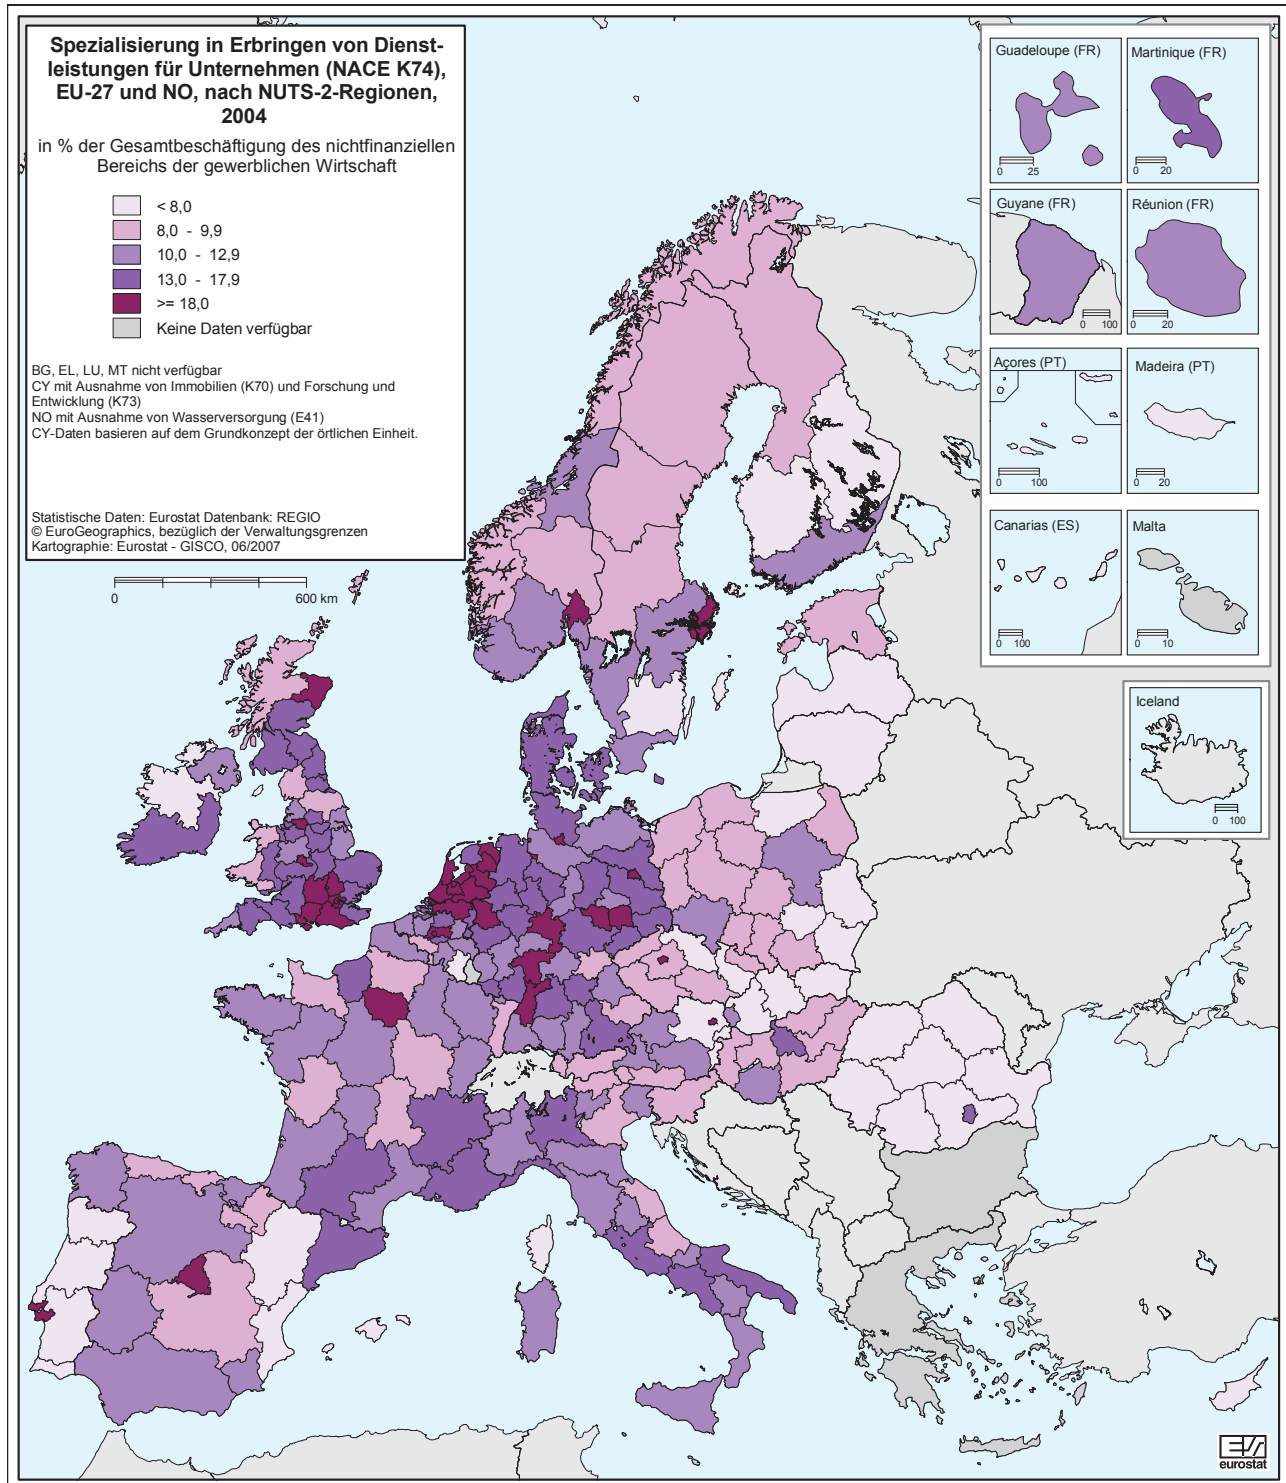 Spezialisierung in Erbringen von Dienst-
leistungen für Unternehmen (NACE K74),
EU-27 und NO, nach NUTS-2-Regionen,
2004
in % der Gesamtbeschäftigung des nichtfinanziellen
Bereichs der gewerblichen Wirtschaft
< 8,0
8,0 - 9,9
10,0 - 12,9
13,0 - 17,9
>= 18,0
Keine Daten verfügbar
BG, EL, LU, MT nicht verfügbar
CY mit Ausnahme von Immobilien (K70) und Forschung und
Entwicklung (K73)
NO mit Ausnahme von Wasserversorgung (E41)
CY-Daten basieren auf dem Grundkonzept der örtlichen Einheit.
Statistische Daten: Eurostat Datenbank: REGIO
© EuroGeographics, bezüglich der Verwaltungsgrenzen
Kartographie: Eurostat - GISCO, 06/2007
0 600 km
Guadeloupe (FR)
0 25
Martinique (FR)
0 20
Guyane (FR)
0 100
Réunion (FR)
0 20
Açores (PT)
0 100
Madeira (PT)
0 20
Canarias (ES)
0 100
Malta
0 10
Iceland
0 100
eurostat